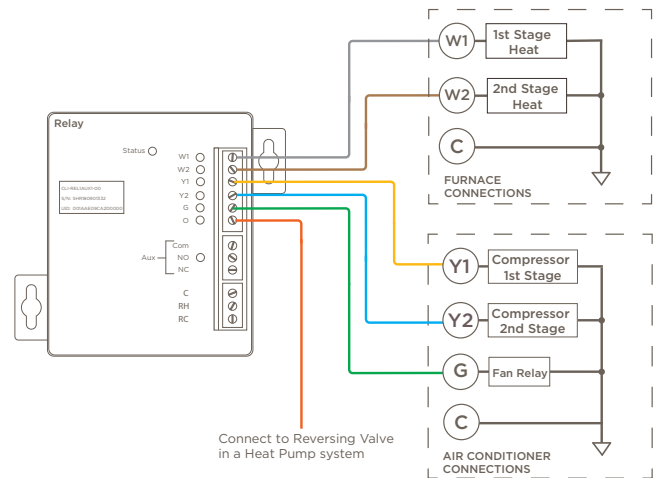 Relay
Status
W1
W2
Y1
Y2
G
O
Aux
Com
NO
NC
C
RH
RC
W1
1st Stage
Heat
W2
2nd Stage
Heat
C
FURNACE
CONNECTIONS
Y1
Compressor
1st Stage
Y2
Compressor
2nd Stage
G
Fan Relay
C
AIR CONDITIONER
CONNECTIONS
Connect to Reversing Valve
in a Heat Pump system